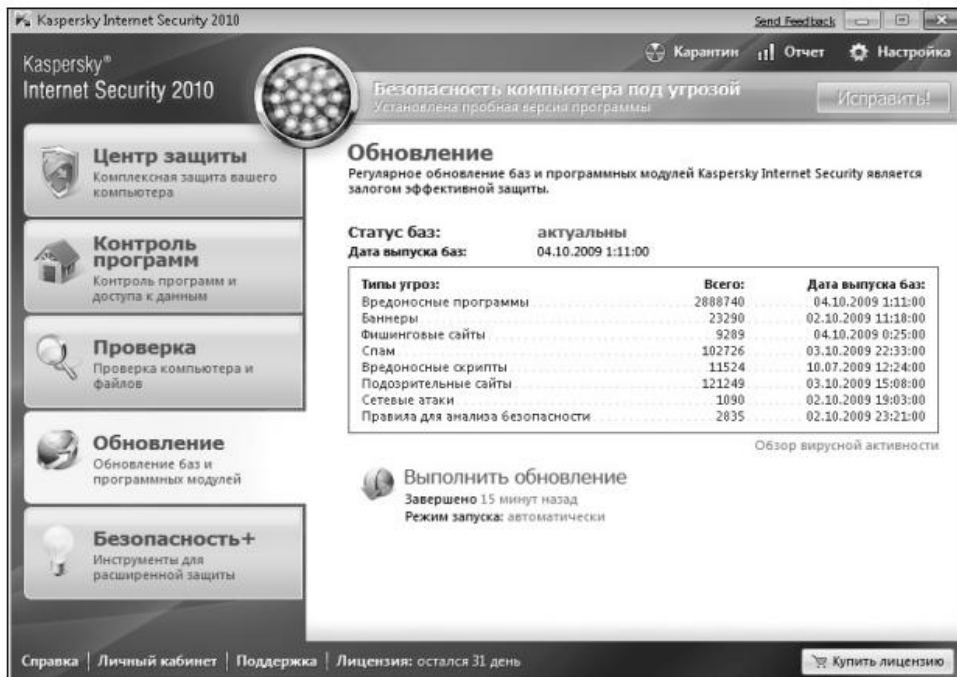 Kaspersky Internet Security 2010
Send Feedback
Kaspersky®
Internet Security 2010
Карантин
Отчет
Настройка
Безопасность компьютера под угрозой
Установлена пробная версия программы
Исправить!
Центр защиты
Комплексная защита вашего
компьютера
Контроль
программ
Контроль программ и
доступа к данным
Проверка
Проверка компьютера и
файлов
Обновление
Обновление баз и
программных модулей
Безопасность+
Инструменты для
расширенной защиты
Обновление
Регулярное обновление баз и программных модулей Kaspersky Internet Security является
залогом эффективной защиты.
Статус баз: актуальны
Дата выпуска баз: 04.10.2009 1:11:00
Типы угроз: Всего: Дата выпуска баз:
Вредоносные программы 2888740 04.10.2009 1:11:00
Баннеры 23290 02.10.2009 11:18:00
Фишинговые сайты 9289 04.10.2009 0:25:00
Спам 102726 03.10.2009 22:33:00
Вредоносные скрипты 11524 10.07.2009 12:24:00
Подозрительные сайты 121249 03.10.2009 15:08:00
Сетевые атаки 1090 02.10.2009 19:03:00
Правила для анализа безопасности 2835 02.10.2009 23:21:00
Обзор вирусной активности
Выполнить обновление
Завершено 15 минут назад
Режим запуска: автоматически
Справка | Личный кабинет | Поддержка | Лицензия: остался 31 день
Купить лицензию